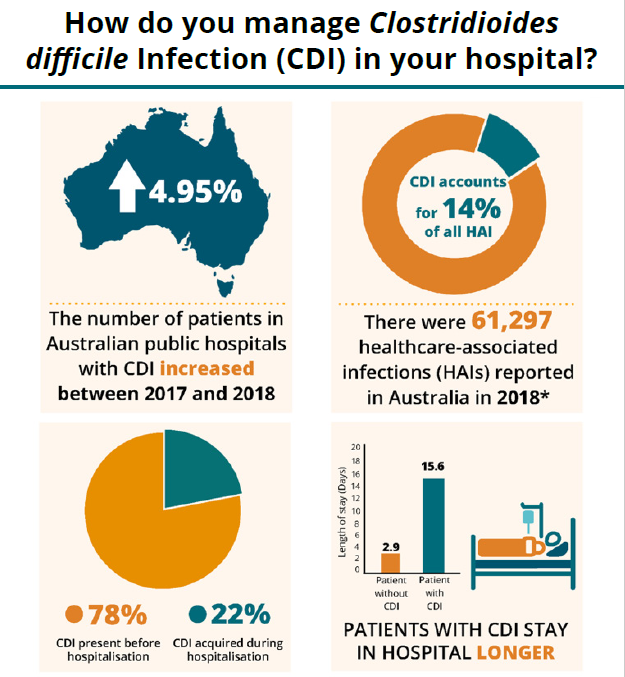 How do you manage Clostridioides
difficile Infection (CDI) in your hospital?
4.95%
The number of patients in
Australian public hospitals
with CDI increased
between 2017 and 2018
CDI accounts
for 14%
of all HAI
There were 61,297
healthcare-associated
infections (HAIs) reported
in Australia in 2018*
78%
CDI present before
hospitalisation
22%
CDI acquired during
hospitalisation
Length of stay (Days)
20
18
16
14
12
10
8
6
4
2
0
2.9
15.6
Patient
without
CDI
Patient
with
CDI
PATIENTS WITH CDI STAY
IN HOSPITAL LONGER